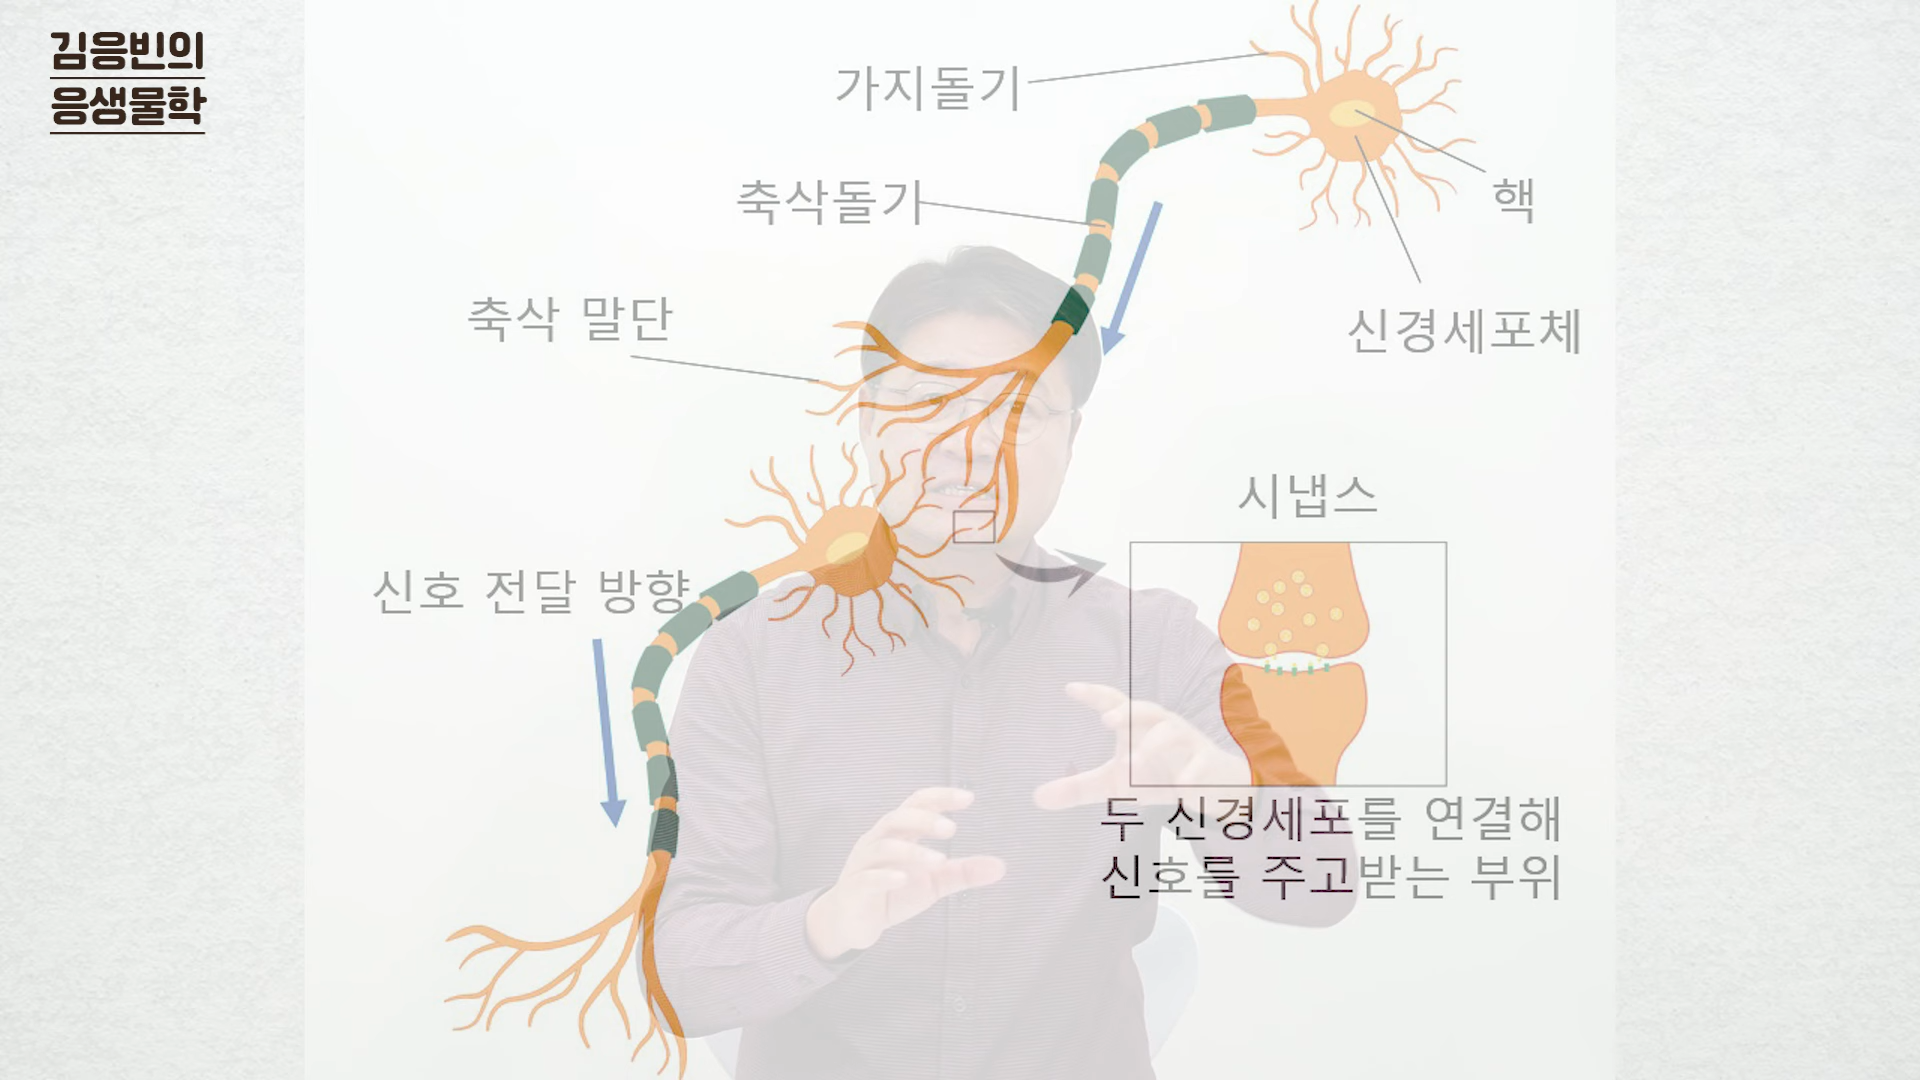 김응빈의
응생물학
가지돌기
축삭돌기
핵
축삭 말단
신경세포체
시냅스
신호 전달 방향
두 신경세포를 연결해
신호를 주고받는 부위